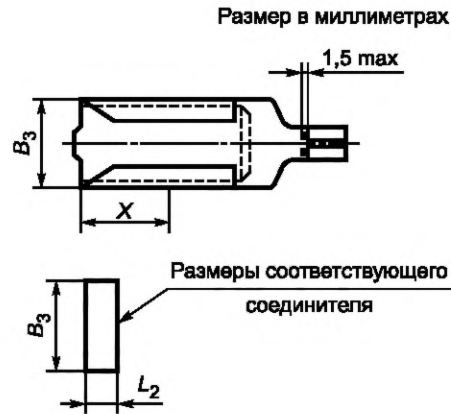 Размер в миллиметрах
1,5 max
B3
X
Размеры соответствующего
соединителя
B3
L2